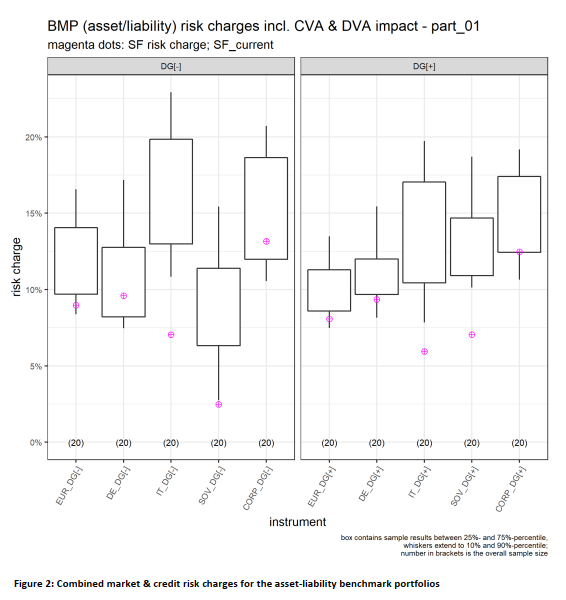 BMP (asset/liability) risk charges incl. CVA & DVA impact - part_01
magenta dots: SF risk charge; SF_current
DG[-]
DG[+]
20%
15%
10%
5%
0%
risk charge
(20) (20) (20) (20) (20)
(20) (20) (20) (20) (20)
EUR_DG[-]
DE_DG[-]
IT_DG[-]
SOV_DG[-]
CORP_DG[-]
EUR_DG[+]
DE_DG[+]
IT_DG[+]
SOV_DG[+]
CORP_DG[+]
instrument
box contains sample results between 25%- and 75%-percentile,
whiskers extend to 10% and 90%-percentile;
number in brackets is the overall sample size
Figure 2: Combined market & credit risk charges for the asset-liability benchmark portfolios